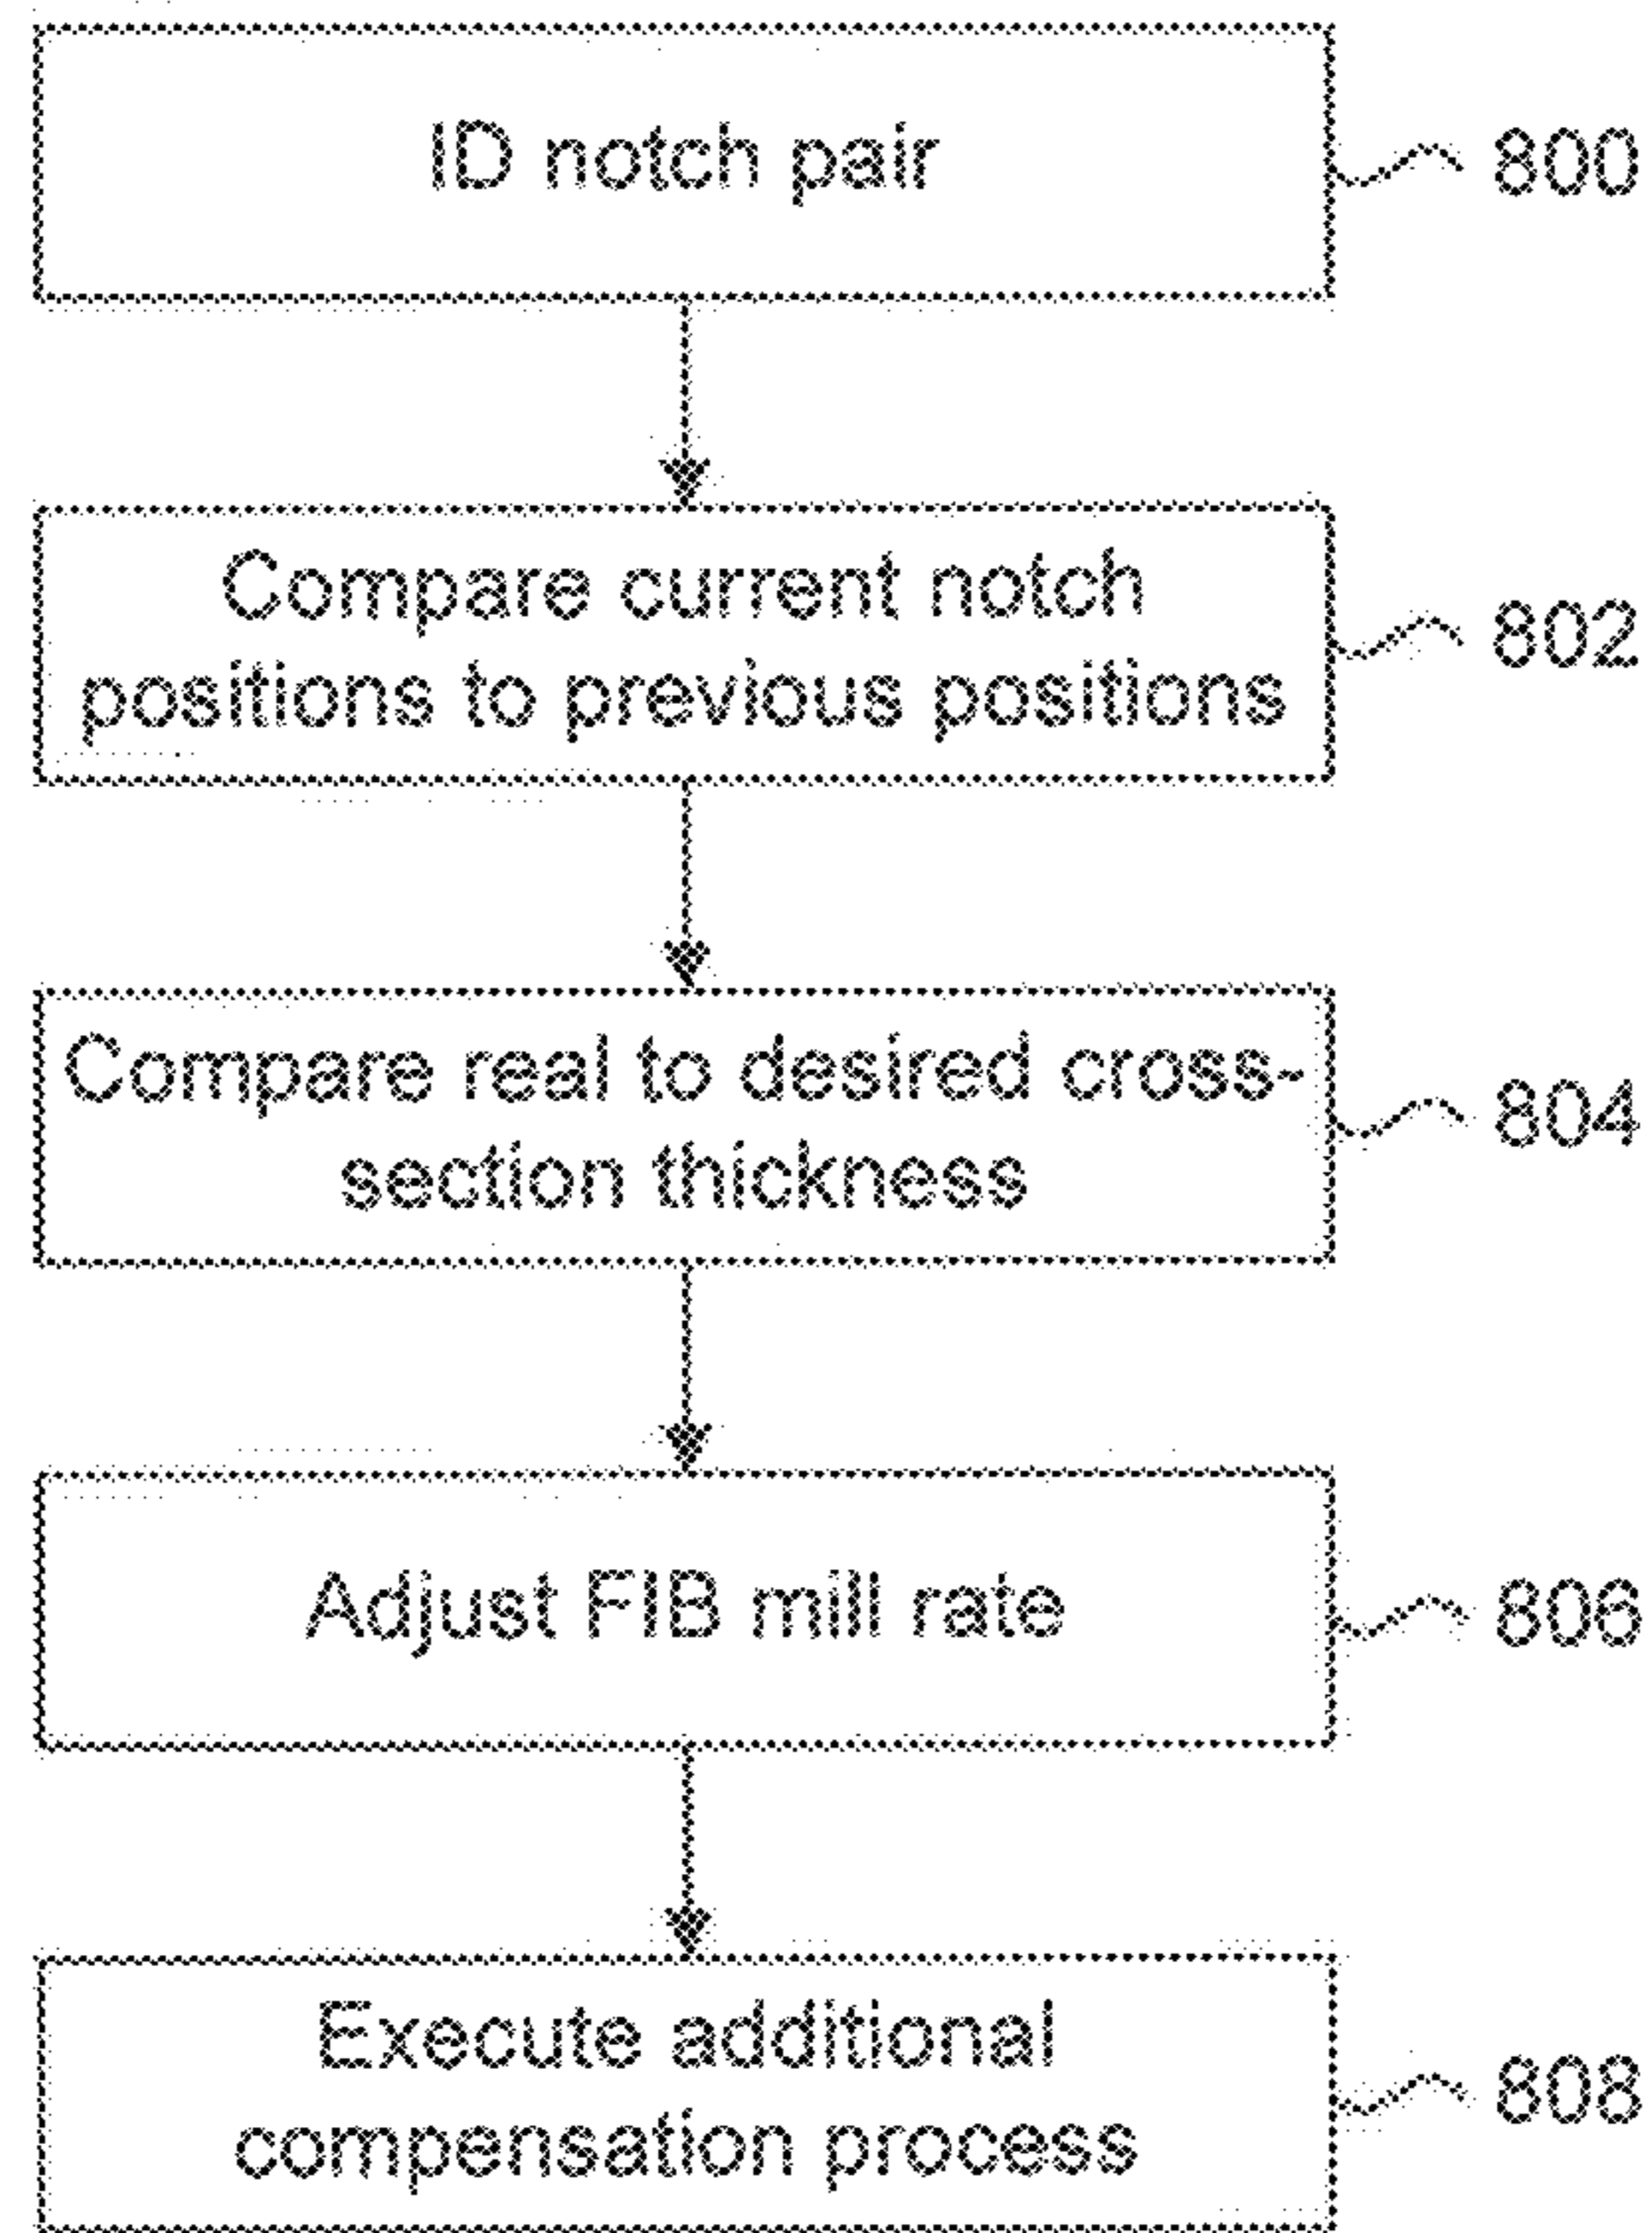 ID notch pair
800
Compare current notch
positions to previous positions
802
Compare real to desired cross-
section thickness
804
Adjust FIB mill rate
806
Execute additional
compensation process
808